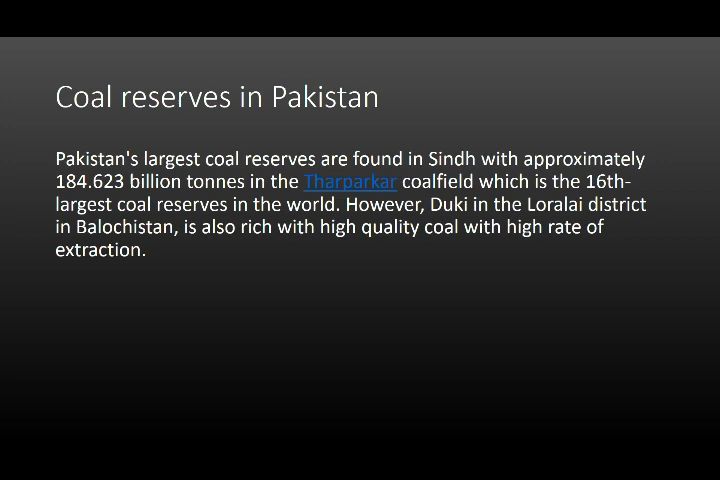 Coal reserves in Pakistan
Pakistan's largest coal reserves are found in Sindh with approximately
184.623 billion tonnes in the Tharparkar coalfield which is the 16th-
largest coal reserves in the world. However, Duki in the Loralai district
in Balochistan, is also rich with high quality coal with high rate of
extraction.